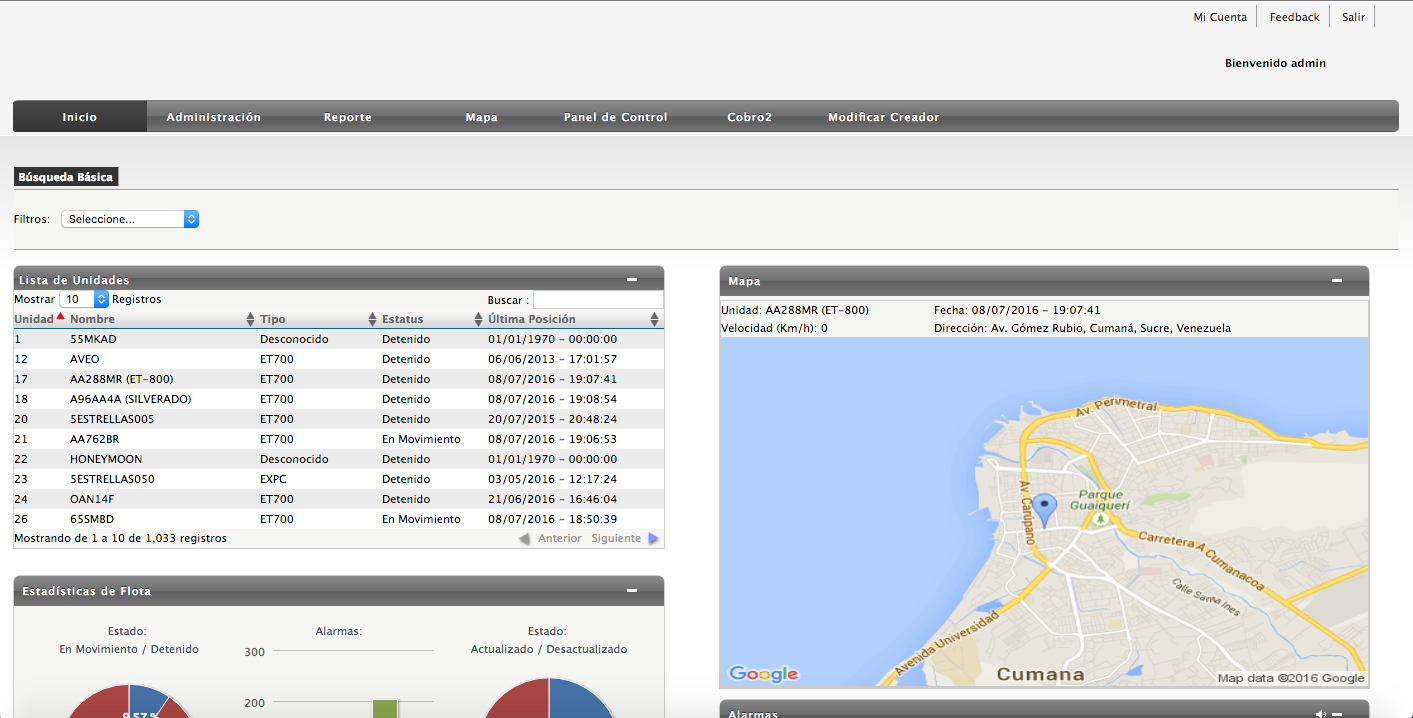 Mi Cuenta Feedback Salir
Bienvenido admin
Inicio Administración Reporte Mapa Panel de Control Cobro2 Modificar Creador
Búsqueda Básica
Filtros: Seleccione...
Lista de Unidades
Mostrar 10 Registros Buscar :
Unidad Nombre Tipo Estatus Última Posición
1 55MKAD Desconocido Detenido 01/01/1970 - 00:00:00
12 AVEO ET700 Detenido 06/06/2013 - 17:01:57
17 AA288MR (ET-800) ET700 Detenido 08/07/2016 - 19:07:41
18 A96AA4A (SILVERADO) ET700 Detenido 08/07/2016 - 19:08:54
20 5ESTRELLAS005 ET700 Detenido 20/07/2015 - 20:48:24
21 AA762BR ET700 En Movimiento 08/07/2016 - 19:06:53
22 HONEYMOON Desconocido Detenido 01/01/1970 - 00:00:00
23 5ESTRELLAS050 EXPC Detenido 03/05/2016 - 12:17:24
24 OAN14F ET700 Detenido 21/06/2016 - 16:46:04
26 65SMBD ET700 En Movimiento 08/07/2016 - 18:50:39
Mostrando de 1 a 10 de 1,033 registros Anterior Siguiente
Mapa
Unidad: AA288MR (ET-800) Fecha: 08/07/2016 - 19:07:41
Velocidad (Km/h): 0 Dirección: Av. Gómez Rubio, Cumaná, Sucre, Venezuela
Av. Perimetral
Av. Carúpano
Parque
Guaiquerí
Carretera A Cumanacoa
Calle Santa Ines
Avenida Universidad
Cumana
Google
Map data ©2016 Google
Estadísticas de Flota
Estado: Alarmas: Estado:
En Movimiento / Detenido Actualizado / Desactualizado
300
200
9.57 %
Alarmas